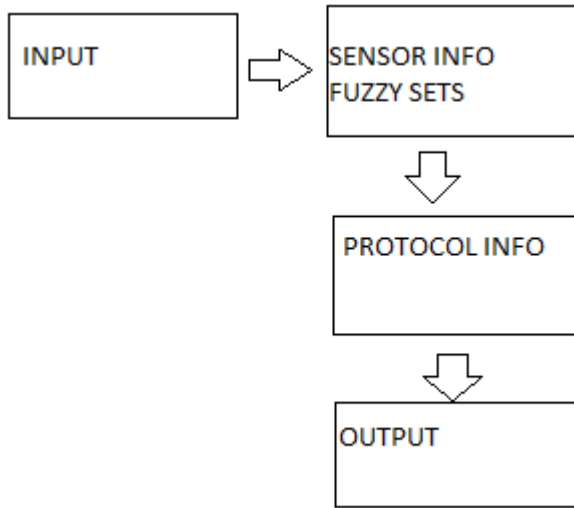 INPUT
SENSOR INFO
FUZZY SETS
PROTOCOL INFO
OUTPUT